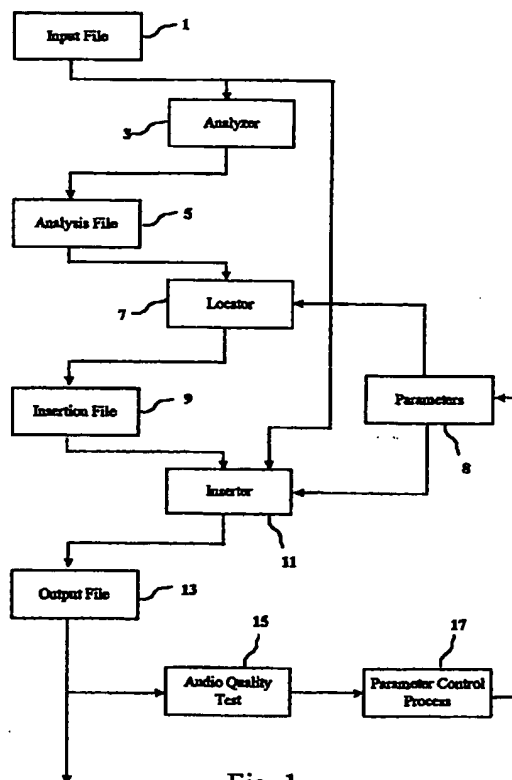 Input File
1
Analyzer
3
Analysis File
5
Locator
7
Insertion File
9
Parameters
8
Inserter
11
Output File
13
15
Audio Quality
Test
17
Parameter Control
Process
Fig. 1